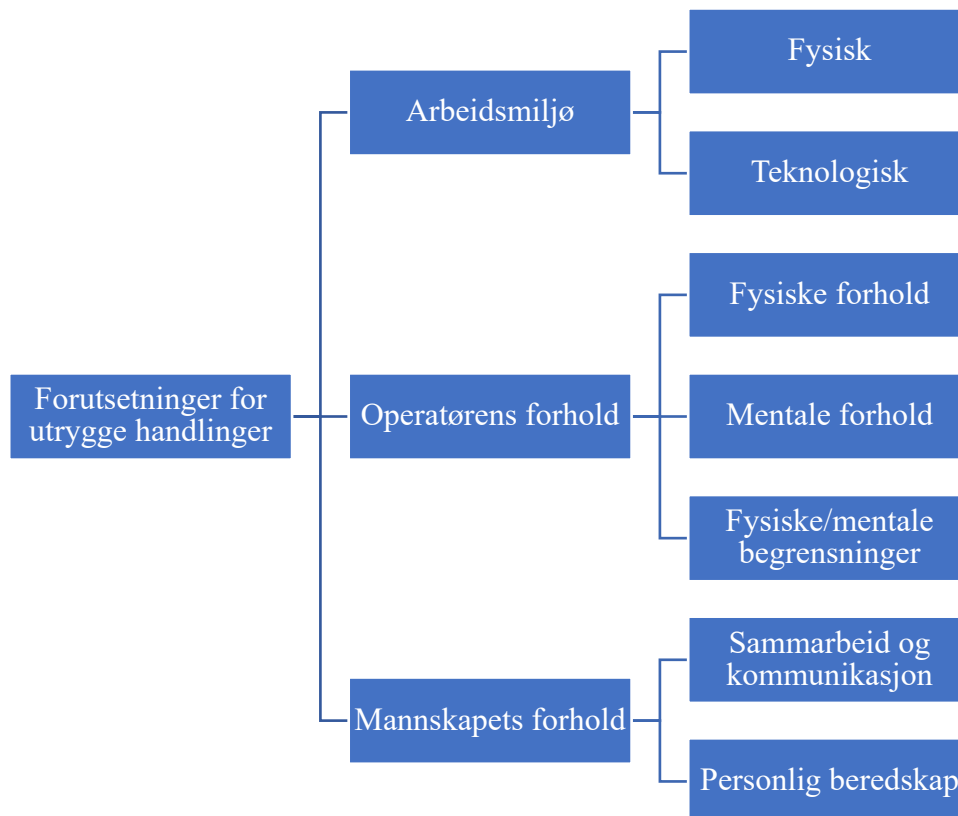 Forutsetninger for
utrygge handlinger
Arbeidsmiljø
Fysisk
Teknologisk
Operatørens forhold
Fysiske forhold
Mentale forhold
Fysiske/mentale
begrensninger
Mannskapets forhold
Sammarbeid og
kommunikasjon
Personlig beredskap